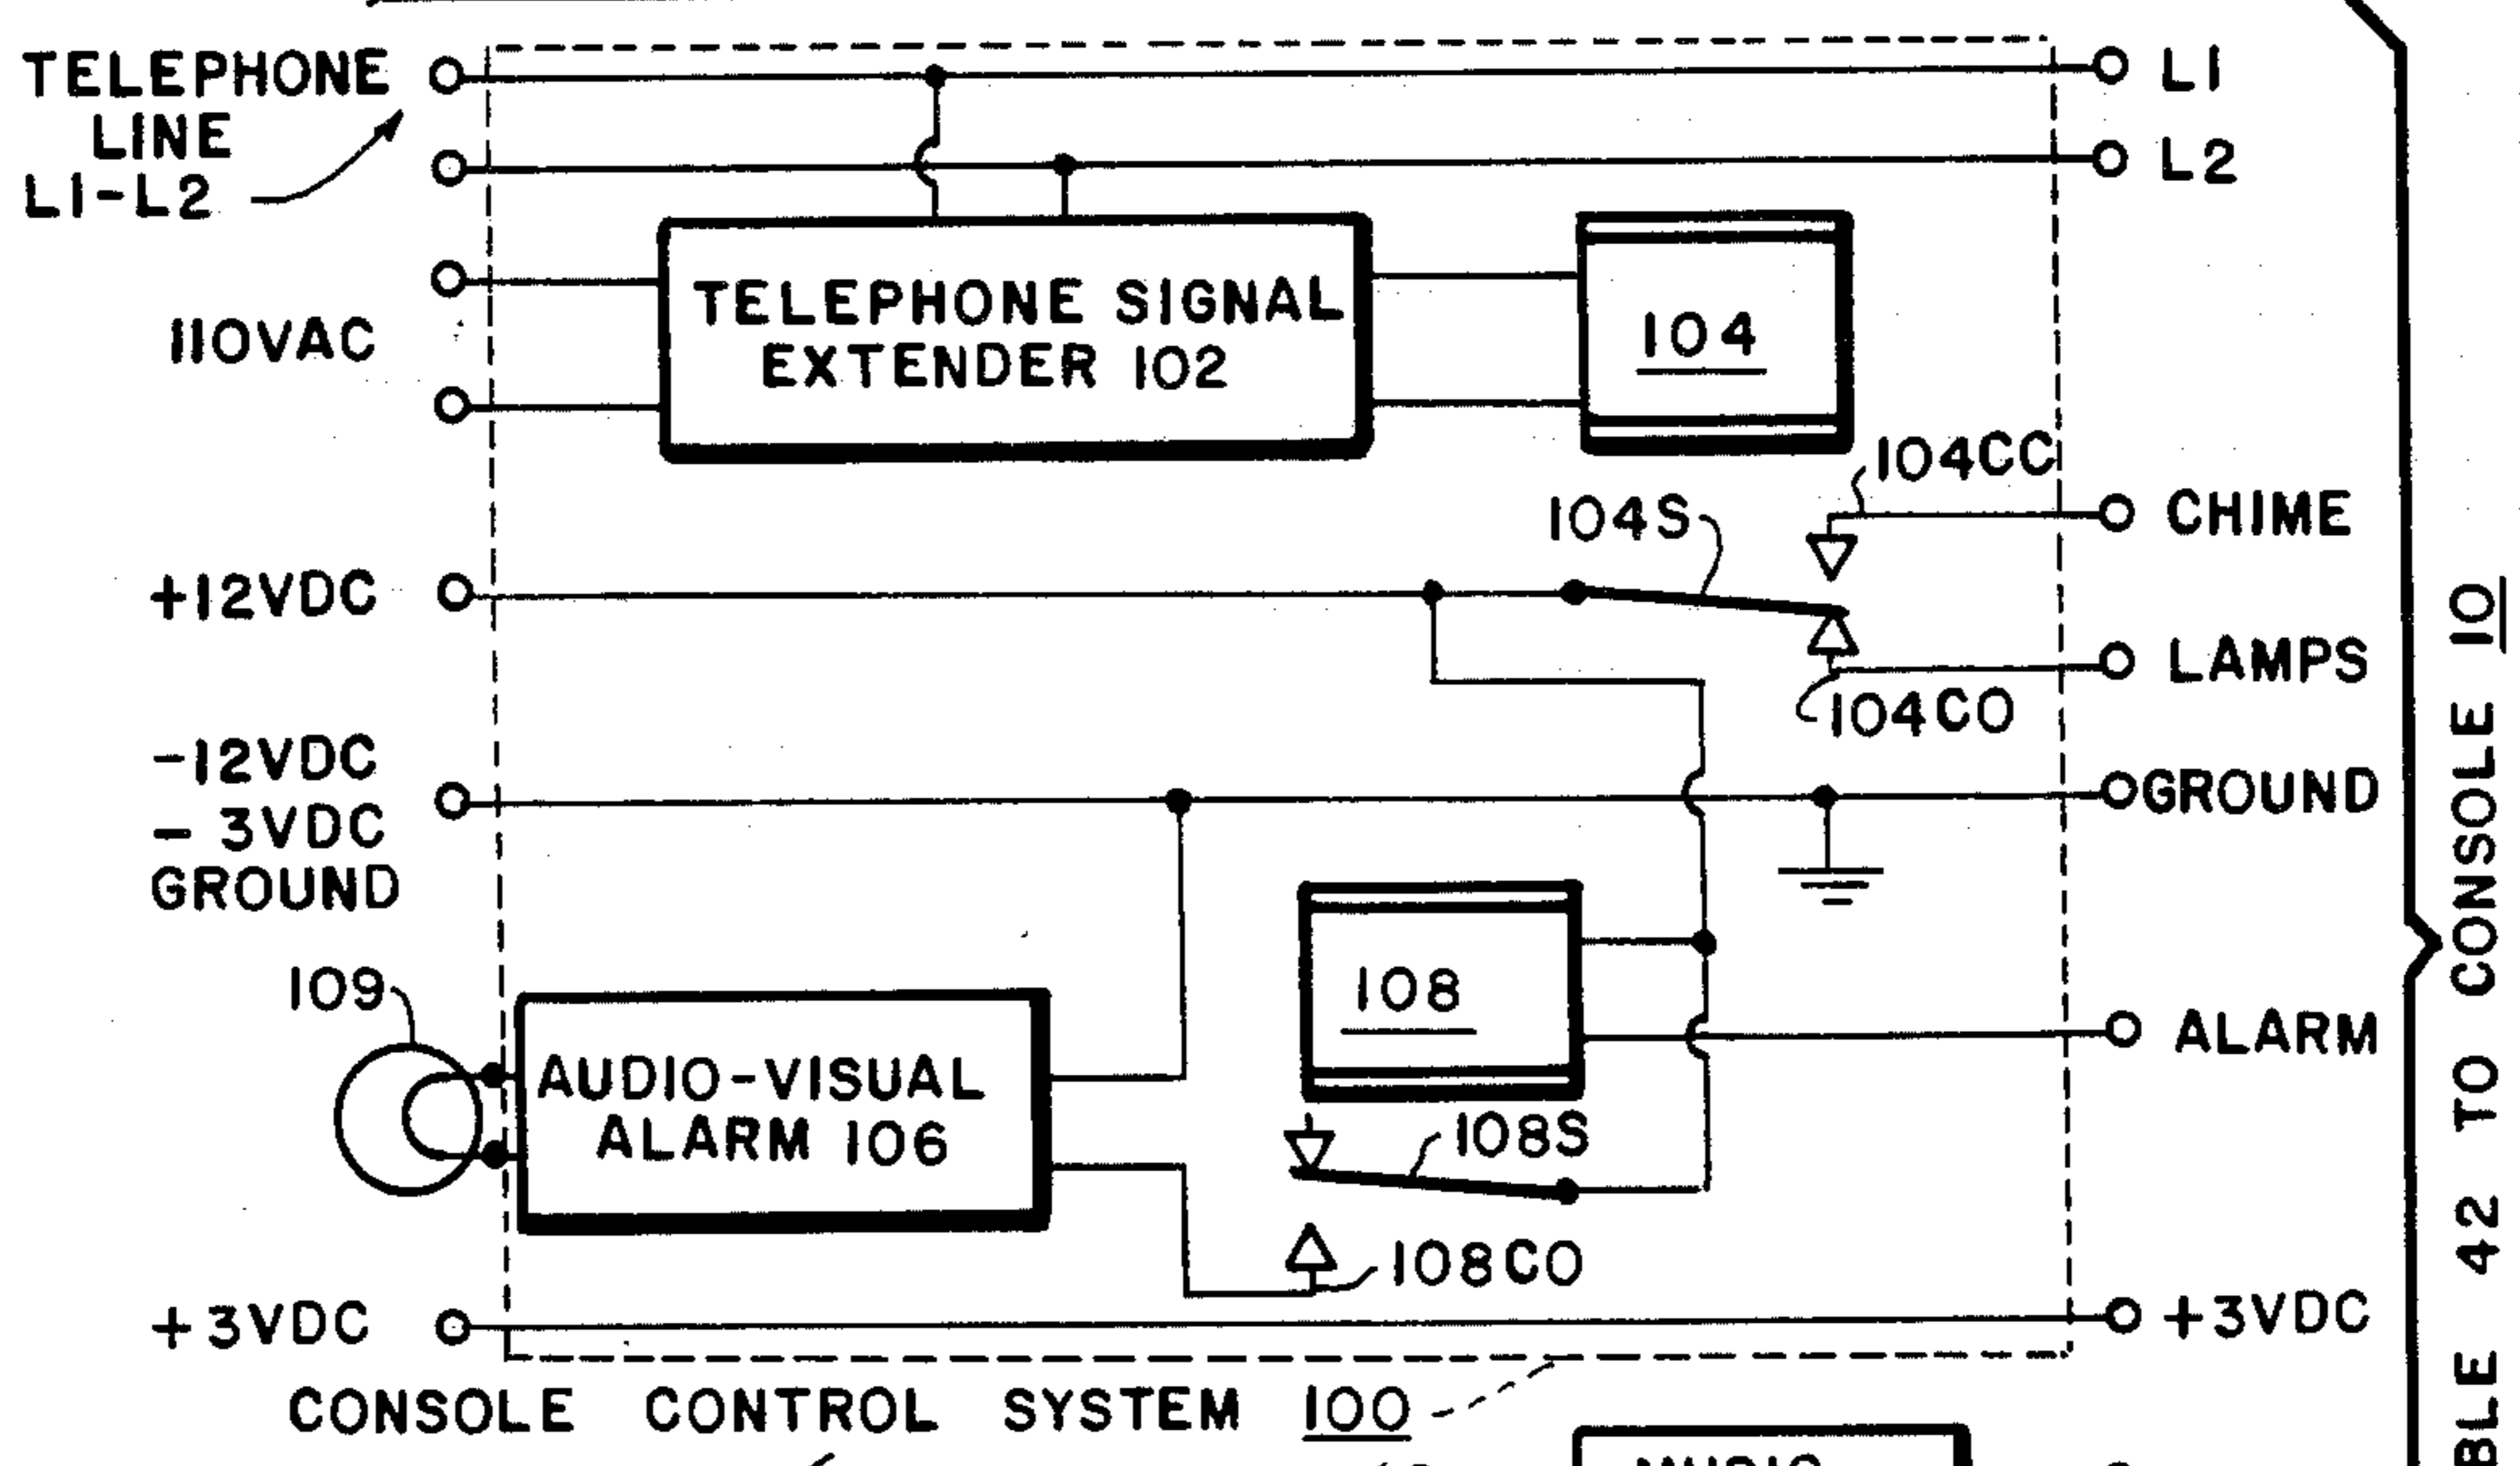 TELEPHONE
LINE
L1-L2
L1
L2
110VAC
TELEPHONE SIGNAL
EXTENDER 102
104
104CC
CHIME
104S
+12VDC
LAMPS
104CO
-12VDC
- 3VDC
GROUND
GROUND
109
AUDIO-VISUAL
ALARM 106
108
ALARM
108S
108CO
+3VDC
+3VDC
CONSOLE CONTROL SYSTEM 100
42 TO CONSOLE 10